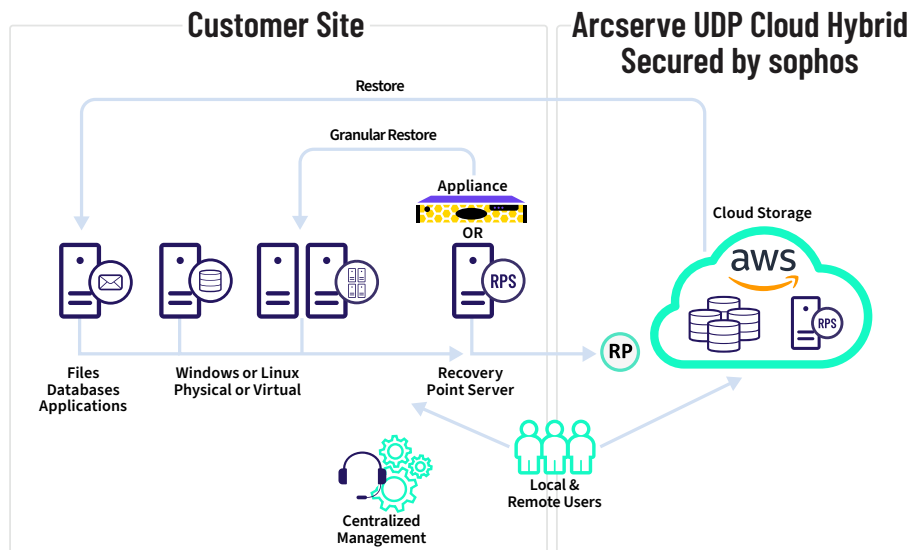 Customer Site
Arcserve UDP Cloud Hybrid
Secured by sophos
Restore
Granular Restore
Appliance
OR
RPS
Cloud Storage
aws
RPS
RP
Files
Databases
Applications
Windows or Linux
Physical or Virtual
Recovery
Point Server
Local &
Remote Users
Centralized
Management